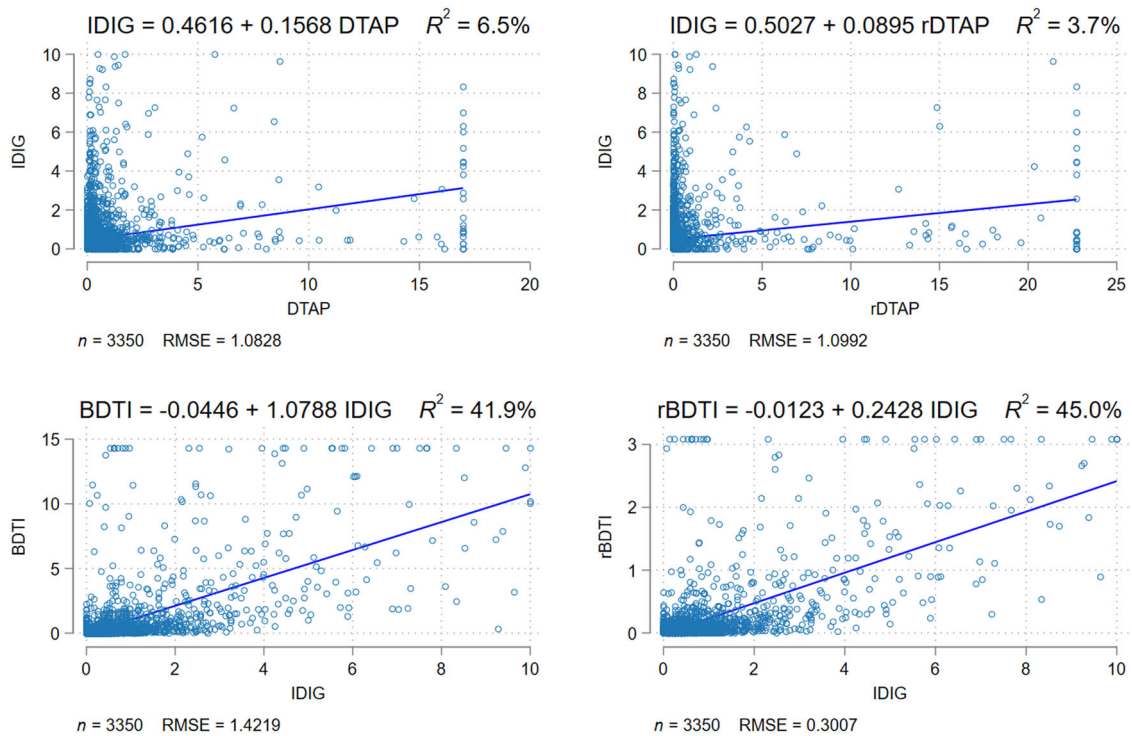 IDIG = 0.4616 + 0.1568 DTAP R² = 6.5%
10
8
6
4
2
0
IDIG
0 5 10 15 20
DTAP
n = 3350 RMSE = 1.0828
IDIG = 0.5027 + 0.0895 rDTAP R² = 3.7%
10
8
6
4
2
0
IDIG
0 5 10 15 20 25
rDTAP
n = 3350 RMSE = 1.0992
BDTI = -0.0446 + 1.0788 IDIG R² = 41.9%
15
10
5
0
BDTI
0 2 4 6 8 10
IDIG
n = 3350 RMSE = 1.4219
rBDTI = -0.0123 + 0.2428 IDIG R² = 45.0%
3
2
1
0
rBDTI
0 2 4 6 8 10
IDIG
n = 3350 RMSE = 0.3007